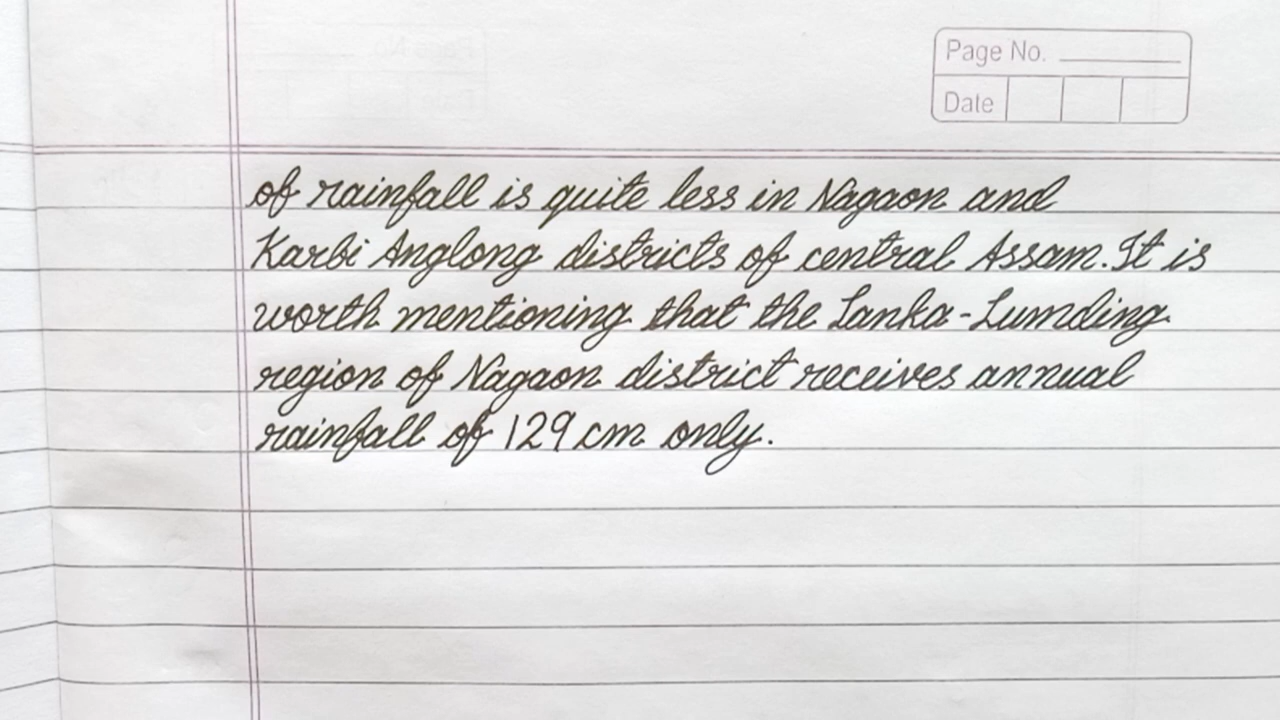 Page No.
Date
of rainfall is quite less in Nagaon and
Karbi Anglong districts of central Assam. It is
worth mentioning that the Lanka-Lumding
region of Nagaon district receives annual
rainfall of 129 cm only.